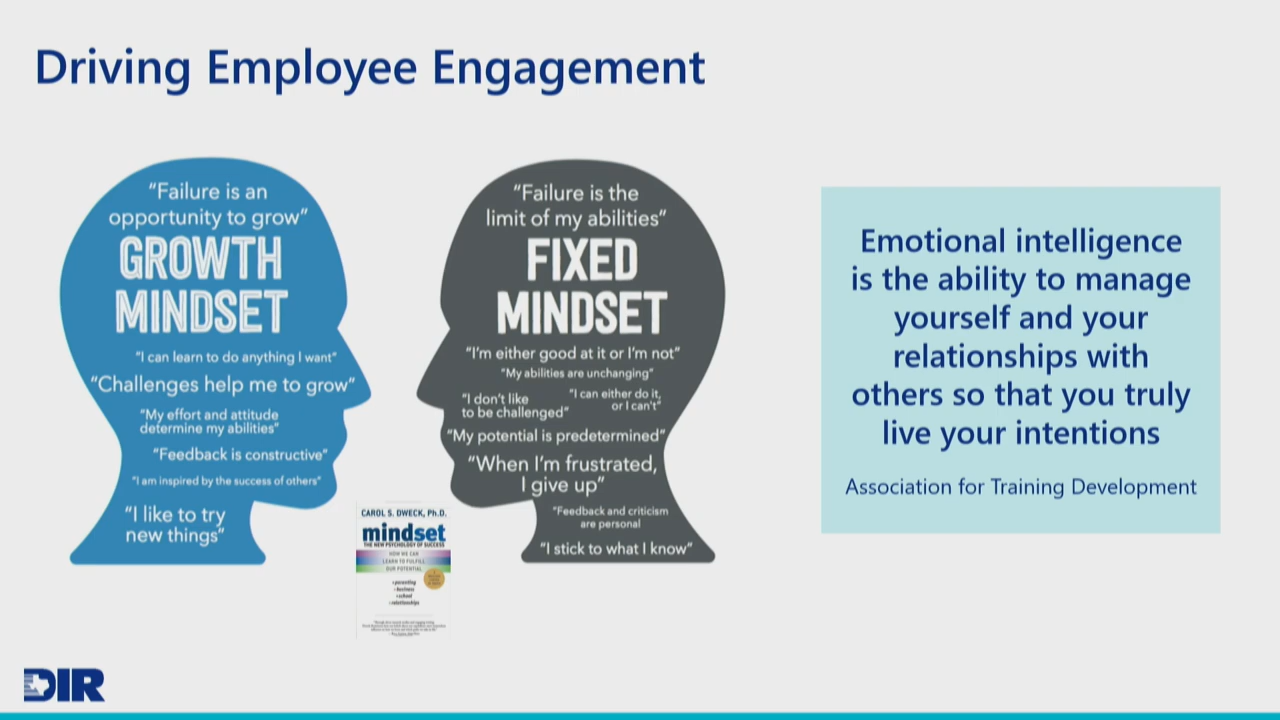 Driving Employee Engagement
“Failure is an
opportunity to grow”
GROWTH
MINDSET
“I can learn to do anything I want”
“Challenges help me to grow”
“My effort and attitude
determine my abilities”
“Feedback is constructive”
“I am inspired by the success of others”
“I like to try
new things”
“Failure is the
limit of my abilities”
FIXED
MINDSET
“I’m either good at it or I’m not”
“My abilities are unchanging”
“I don’t like
to be challenged”
“I can either do it,
or I can’t”
“My potential is predetermined”
“When I’m frustrated,
I give up”
“Feedback and criticism
are personal
“I stick to what I know”
CAROL S. DWECK, Ph.D.
mindset
THE NEW PSYCHOLOGY OF SUCCESS
HOW WE CAN
LEARN TO FULFILL
OUR POTENTIAL
•parenting
•business
•school
•relationships
Emotional intelligence
is the ability to manage
yourself and your
relationships with
others so that you truly
live your intentions
Association for Training Development
DIR